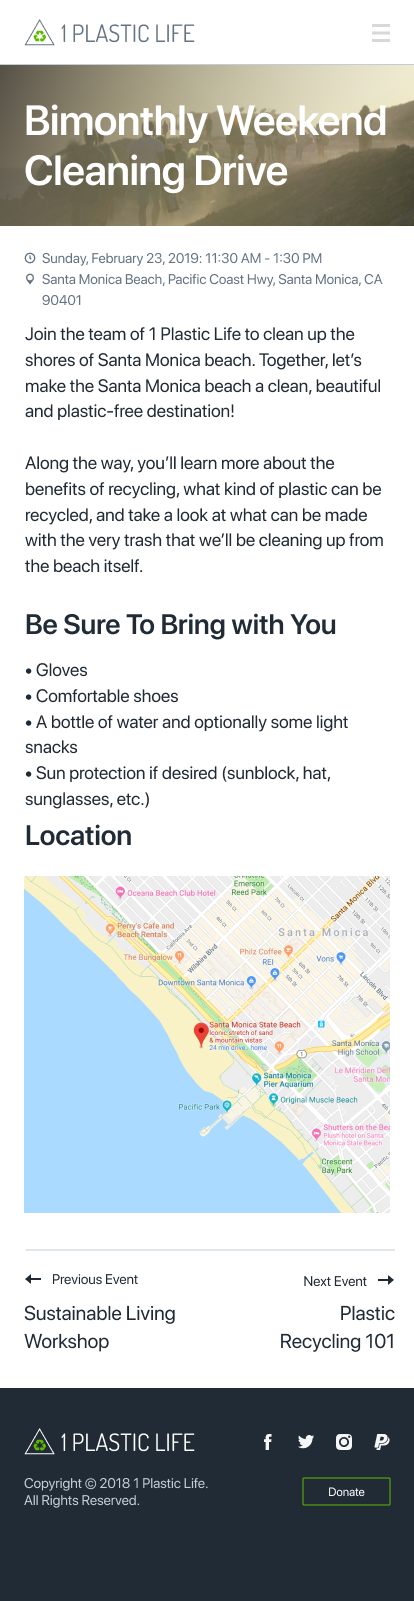 1 PLASTIC LIFE
Bimonthly Weekend
Cleaning Drive
Sunday, February 23, 2019: 11:30 AM - 1:30 PM
Santa Monica Beach, Pacific Coast Hwy, Santa Monica, CA
90401
Join the team of 1 Plastic Life to clean up the
shores of Santa Monica beach. Together, let’s
make the Santa Monica beach a clean, beautiful
and plastic-free destination!
Along the way, you’ll learn more about the
benefits of recycling, what kind of plastic can be
recycled, and take a look at what can be made
with the very trash that we’ll be cleaning up from
the beach itself.
Be Sure To Bring with You
• Gloves
• Comfortable shoes
• A bottle of water and optionally some light
snacks
• Sun protection if desired (sunblock, hat,
sunglasses, etc.)
Location
Emerson
Reed Park
Oceana Beach Club Hotel
Santa Monica Blvd
Perry's Cafe and
Beach Rentals
California Ave
Wilshire Blvd
Santa Monica
The Bungalow
Philz Coffee
REI
Vons
Downtown Santa Monica
Lincoln Blvd
Santa Monica State Beach
Iconic stretch of sand
& mountain vistas
24 min drive - home
1
Santa Monica
High School
Le Méridien De
Santa Mon
Santa Monica
Pier Aquarium
Original Muscle Beach
Pacific Park
Shutters on the Bea
Plush hotel on Santa
Monica State Beach
Crescent
Bay Park
Previous Event
Next Event
Sustainable Living
Workshop
Plastic
Recycling 101
1 PLASTIC LIFE
Copyright © 2018 1 Plastic Life.
All Rights Reserved.
Donate